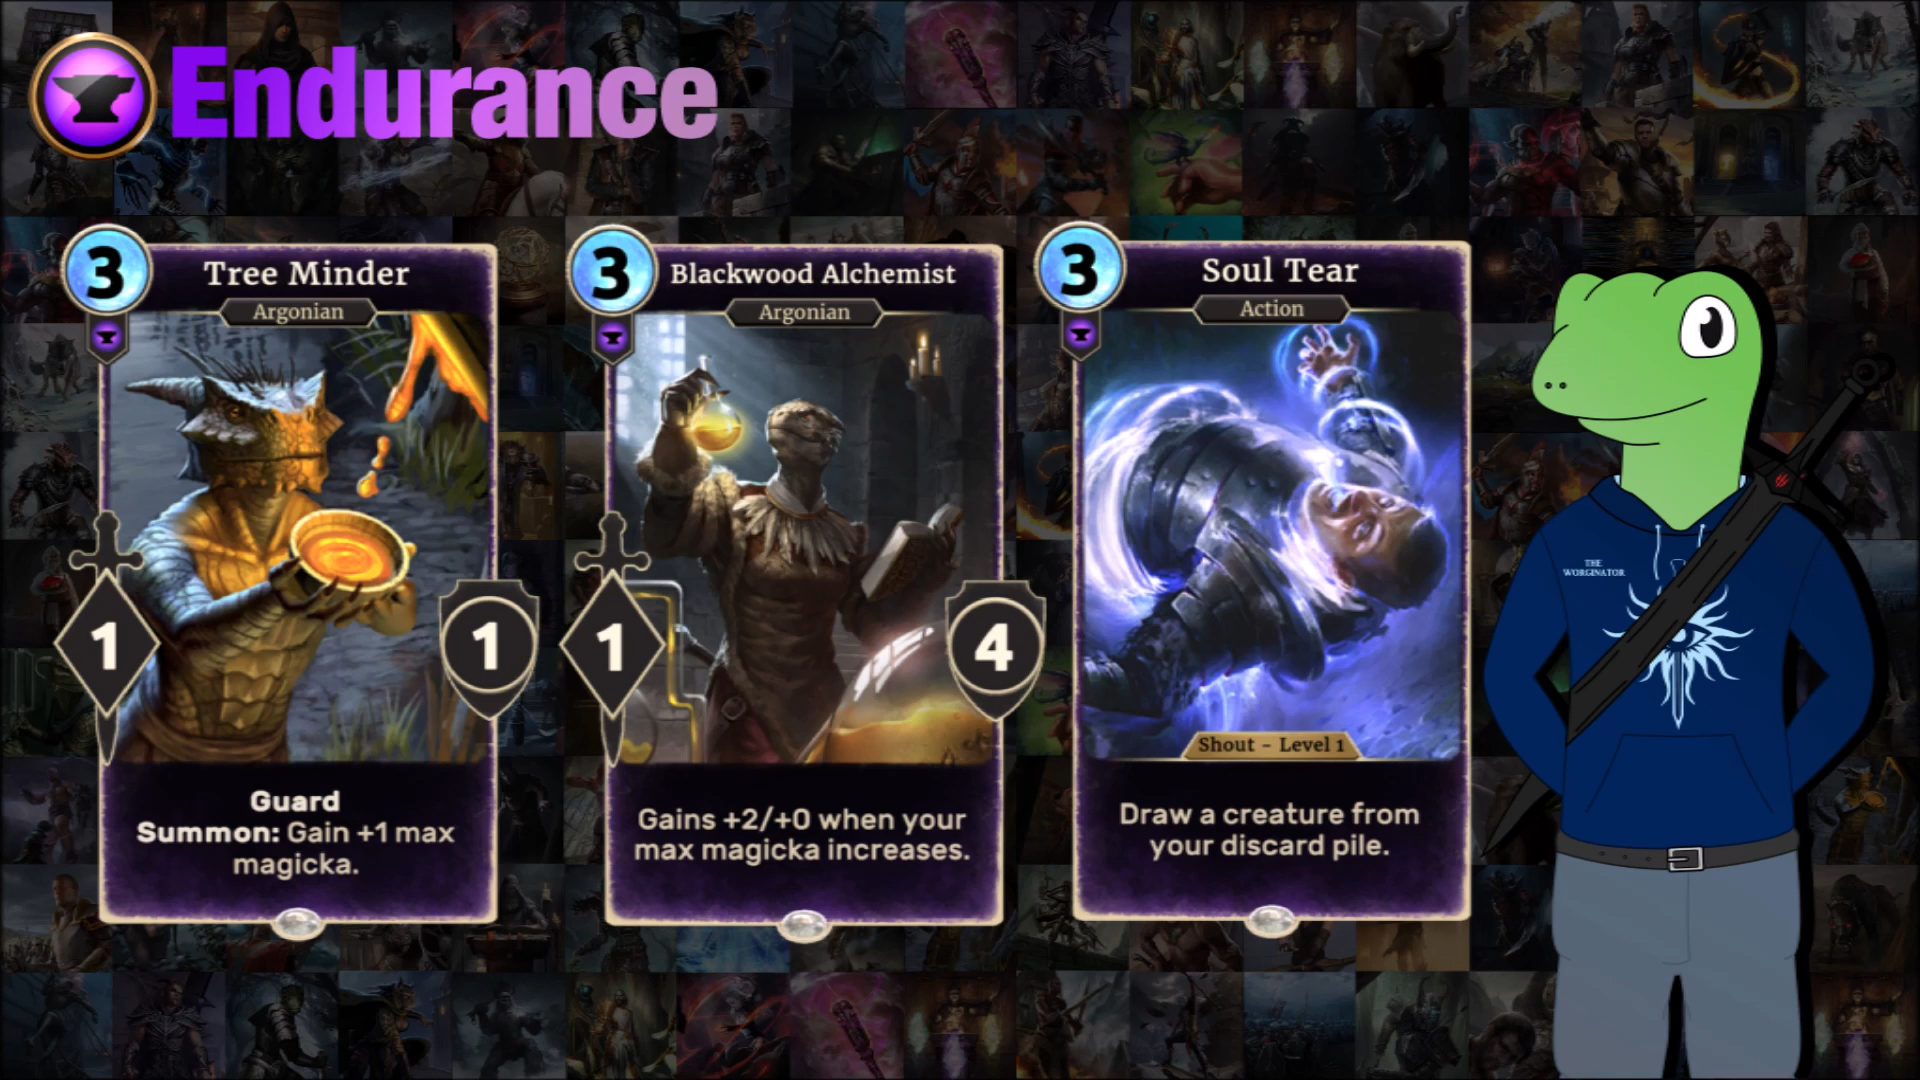 Endurance
3
Tree Minder
Argonian
1
1
Guard
Summon: Gain +1 max
magicka.
3
Blackwood Alchemist
Argonian
1
4
Gains +2/+0 when your
max magicka increases.
3
Soul Tear
Action
Shout - Level 1
Draw a creature from
your discard pile.
THE
WORGINATOR